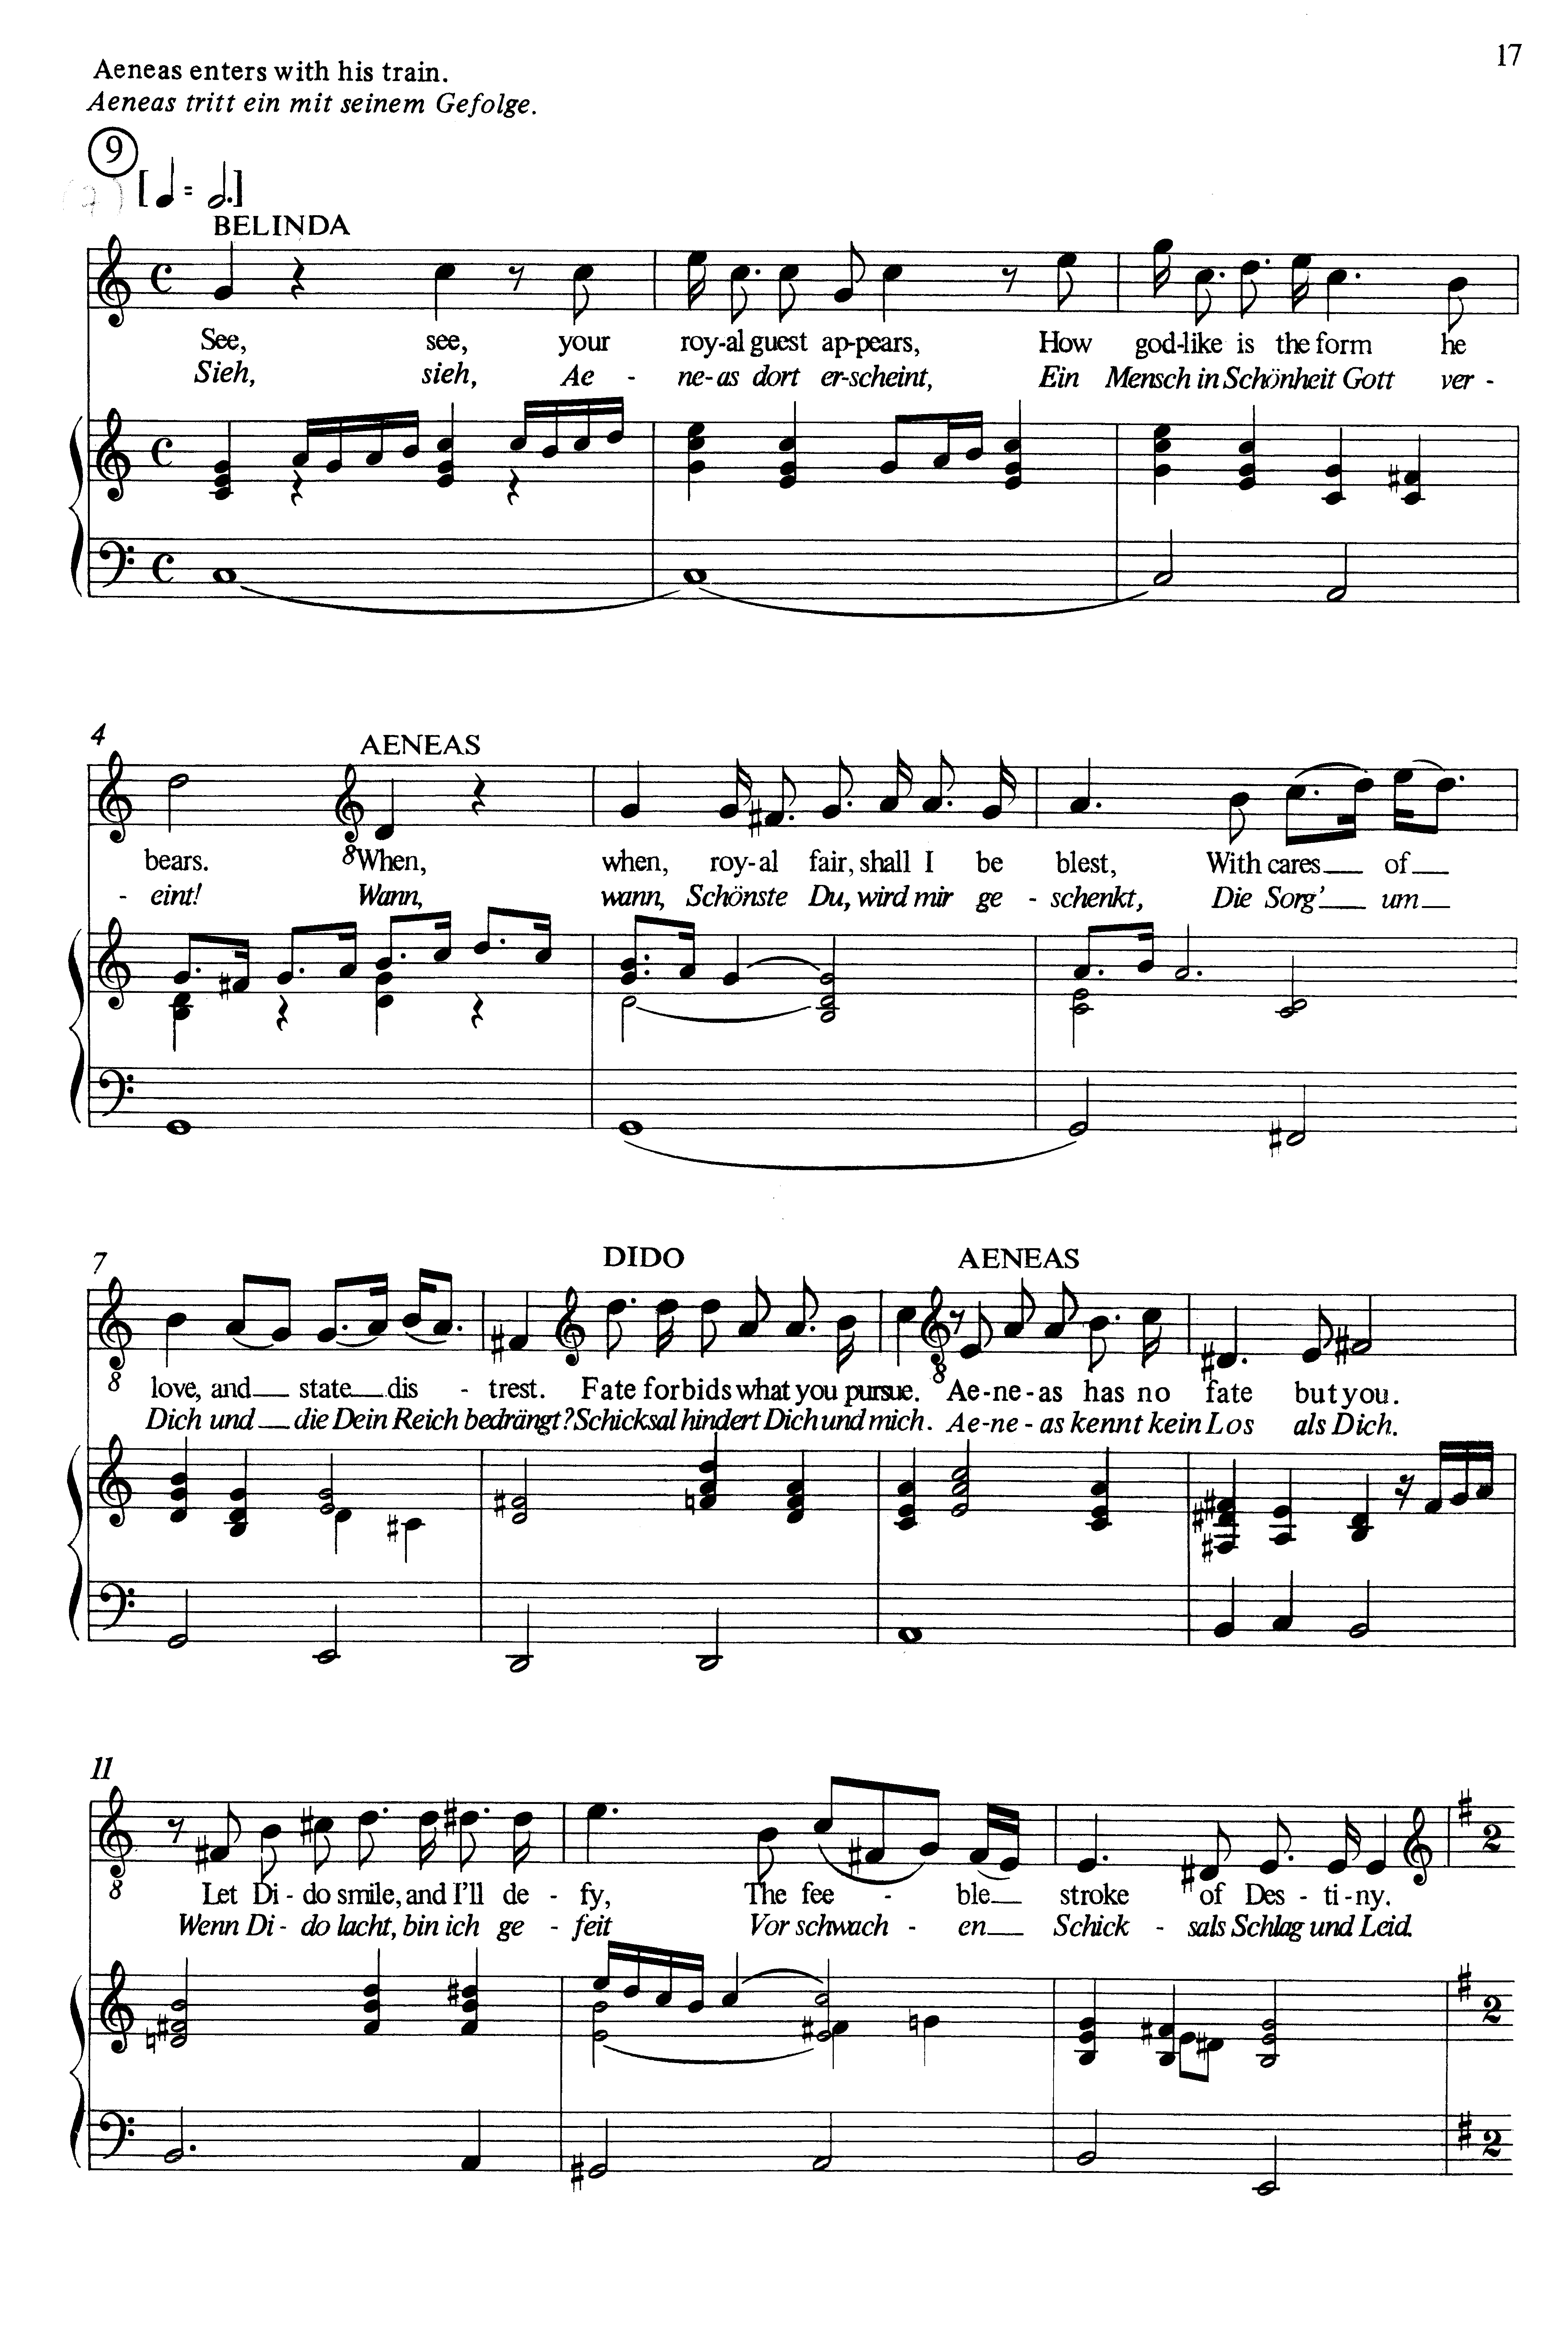 17
Aeneas enters with his train.
Aeneas tritt ein mit seinem Gefolge.
9
BELINDA
See, see, your roy-al guest ap-pears, How god-like is the form he
Sieh, sieh, Ae - ne-as dort er-scheint, Ein Mensch in Schönheit Gott ver -
4
AENEAS
bears. When, when, roy-al fair, shall I be blest, With cares of
- eint! Wann, wann, Schönste Du, wird mir ge - schenkt, Die Sorg' um
7
DIDO AENEAS
8 love, and state dis - trest. Fate forbids what you pursue. Ae-ne-as has no fate but you.
Dich und die Dein Reich bedrängt? Schicksal hindert Dich und mich. Ae-ne-as kennt kein Los als Dich.
11
8 Let Di-do smile, and I'll de - fy, The fee - ble stroke of Des - ti-ny.
Wenn Di-do lacht, bin ich ge - feit Vor schwach - en Schick - sals Schlag und Leid.